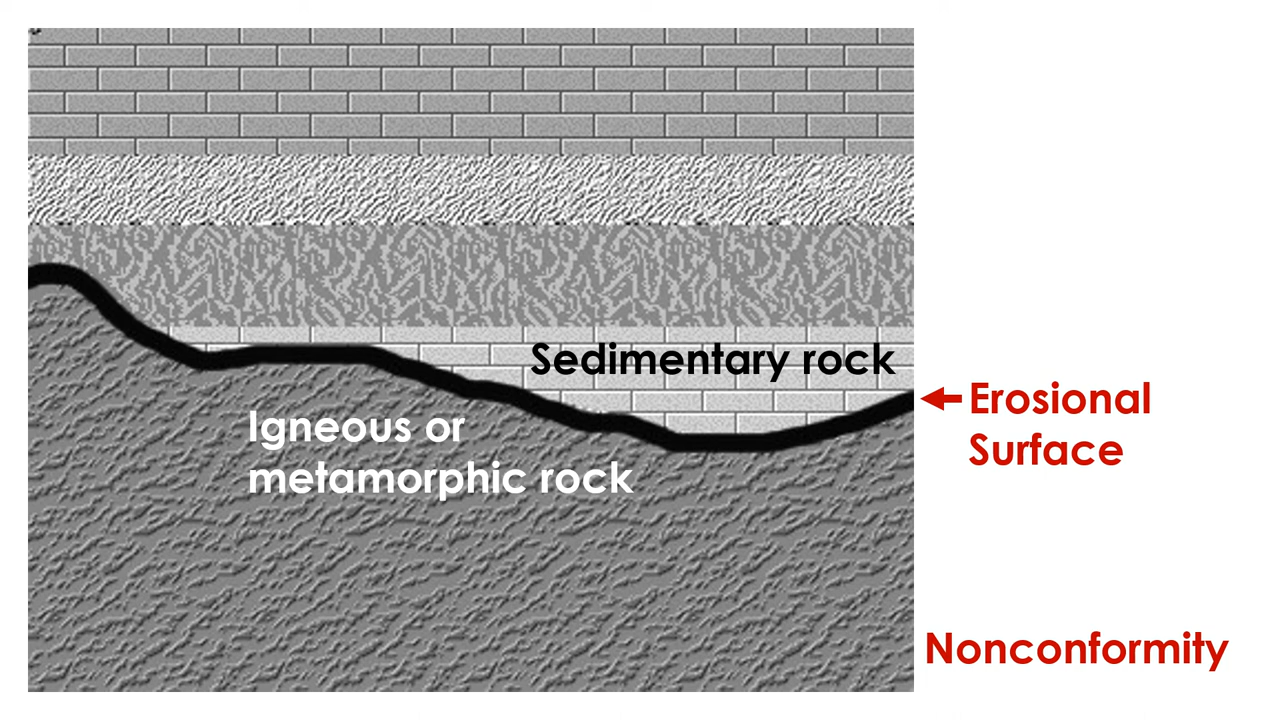 Sedimentary rock
Erosional
Surface
Igneous or
metamorphic rock
Nonconformity